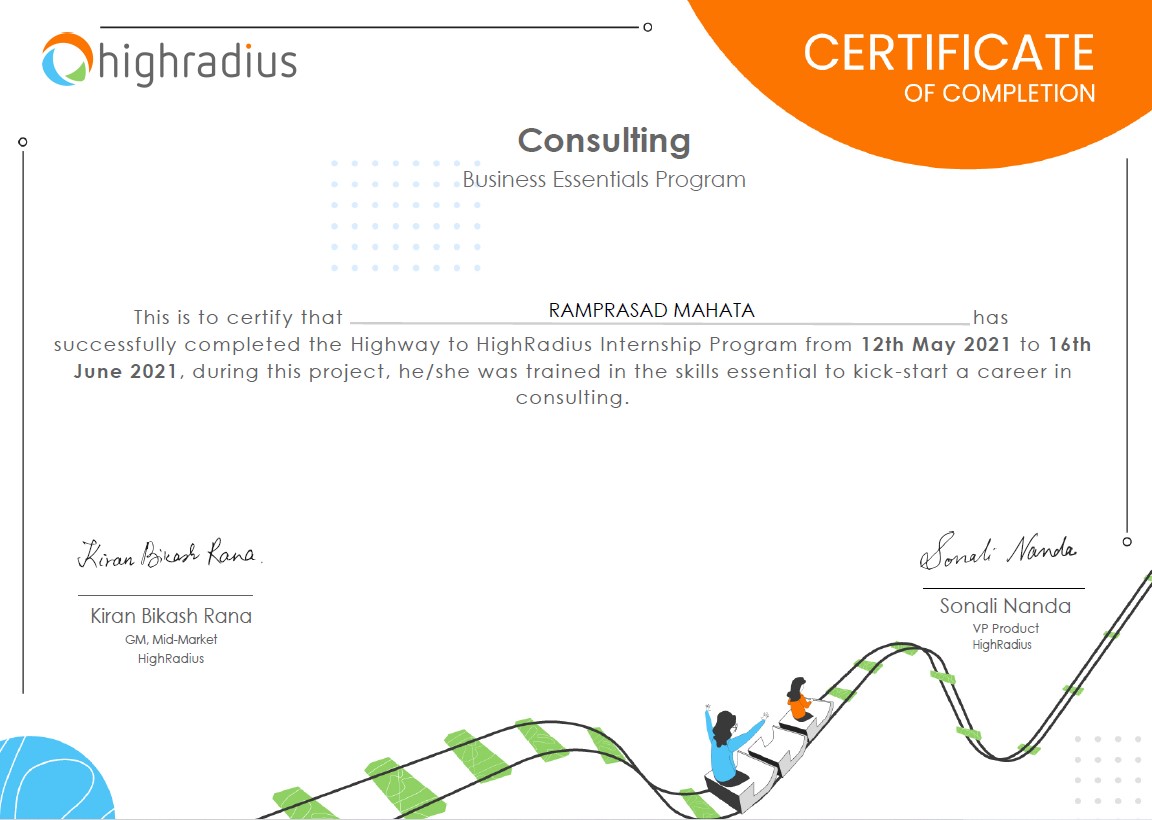 highradius
CERTIFICATE
OF COMPLETION
Consulting
Business Essentials Program
This is to certify that RAMPRASAD MAHATA has
successfully completed the Highway to HighRadius Internship Program from 12th May 2021 to 16th
June 2021, during this project, he/she was trained in the skills essential to kick-start a career in
consulting.
Kiran Bikash Rana
Kiran Bikash Rana
GM, Mid-Market
HighRadius
Sonali Nanda
Sonali Nanda
VP Product
HighRadius